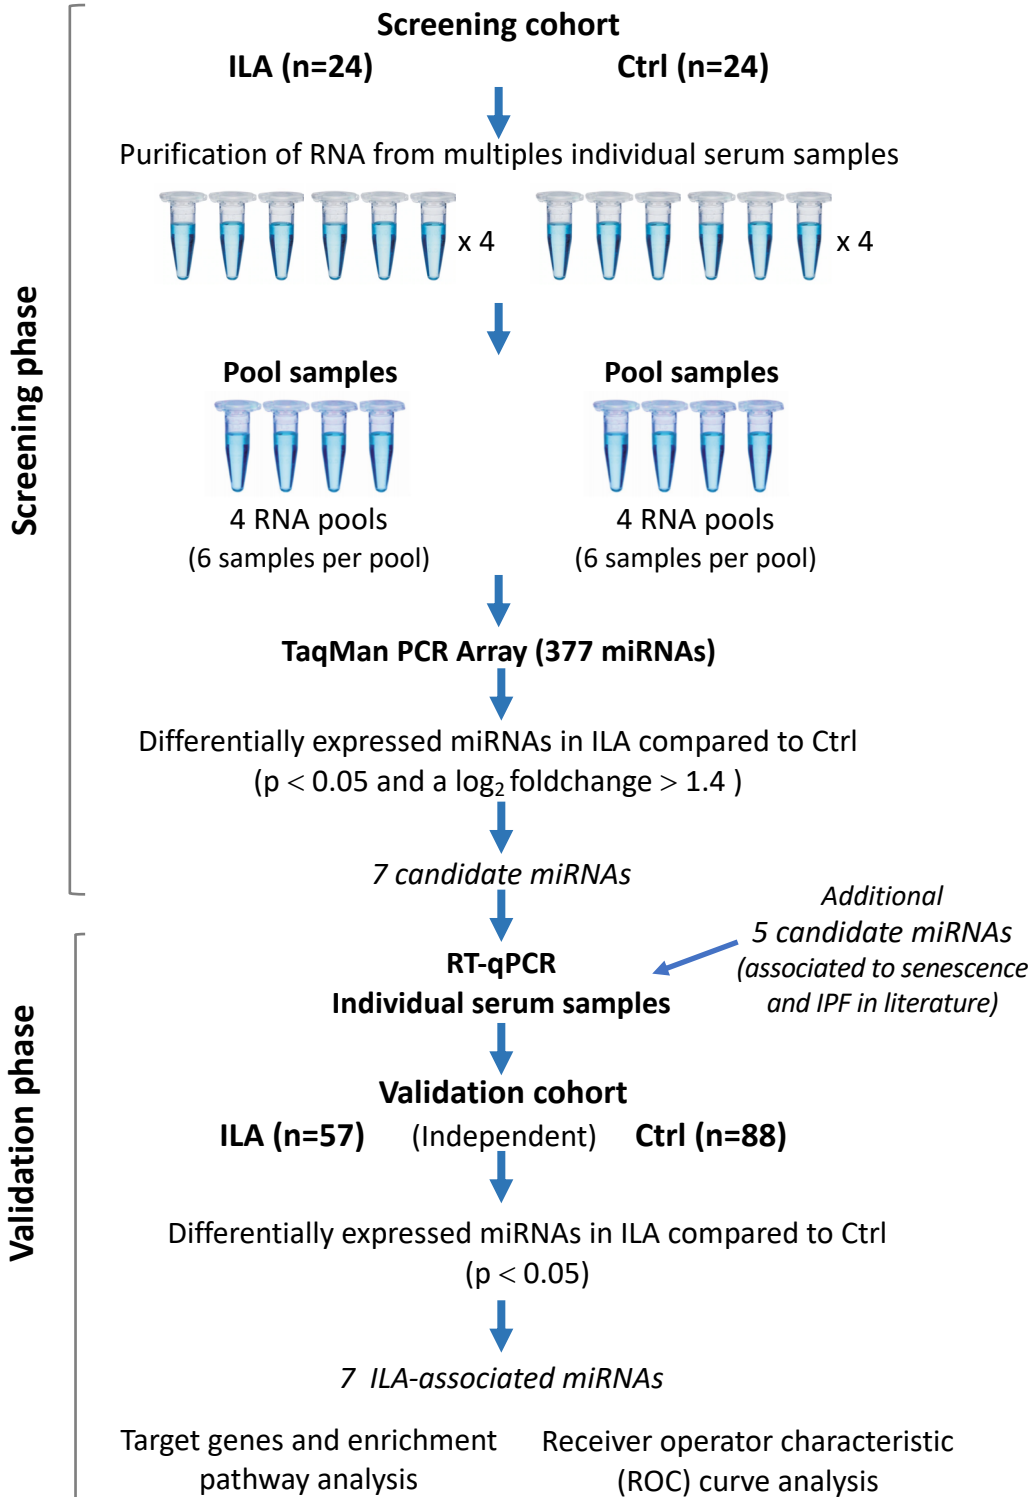 Screening cohort
ILA (n=24) Ctrl (n=24)
Purification of RNA from multiples individual serum samples
x 4 x 4
Pool samples Pool samples
4 RNA pools 4 RNA pools
(6 samples per pool) (6 samples per pool)
TaqMan PCR Array (377 miRNAs)
Differentially expressed miRNAs in ILA compared to Ctrl
(p < 0.05 and a log₂ foldchange > 1.4 )
7 candidate miRNAs
Screening phase
Additional
5 candidate miRNAs
(associated to senescence
and IPF in literature)
RT-qPCR
Individual serum samples
Validation cohort
ILA (n=57) (Independent) Ctrl (n=88)
Differentially expressed miRNAs in ILA compared to Ctrl
(p < 0.05)
7 ILA-associated miRNAs
Target genes and enrichment
pathway analysis
Receiver operator characteristic
(ROC) curve analysis
Validation phase